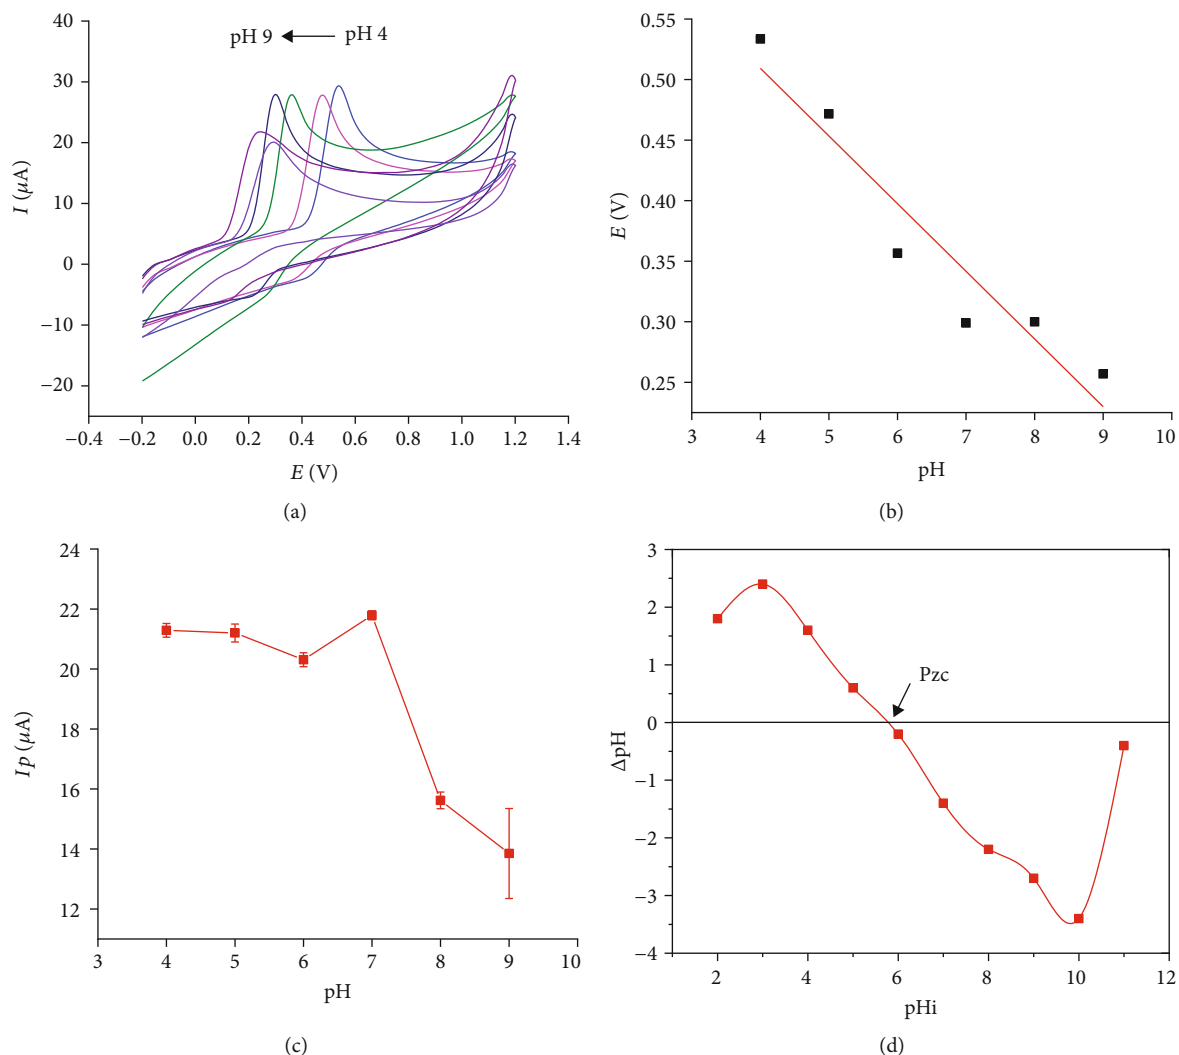 40
30
20
10
0
−10
−20
I (µA)
pH 9
pH 4
−0.4 −0.2 0.0 0.2 0.4 0.6 0.8 1.0 1.2 1.4
E (V)
(a)
0.55
0.50
0.45
0.40
0.35
0.30
0.25
E (V)
3 4 5 6 7 8 9 10
pH
(b)
24
22
20
18
16
14
12
Ip (µA)
3 4 5 6 7 8 9 10
pH
(c)
3
2
1
0
−1
−2
−3
−4
ΔpH
Pzc
2 4 6 8 10 12
pHi
(d)